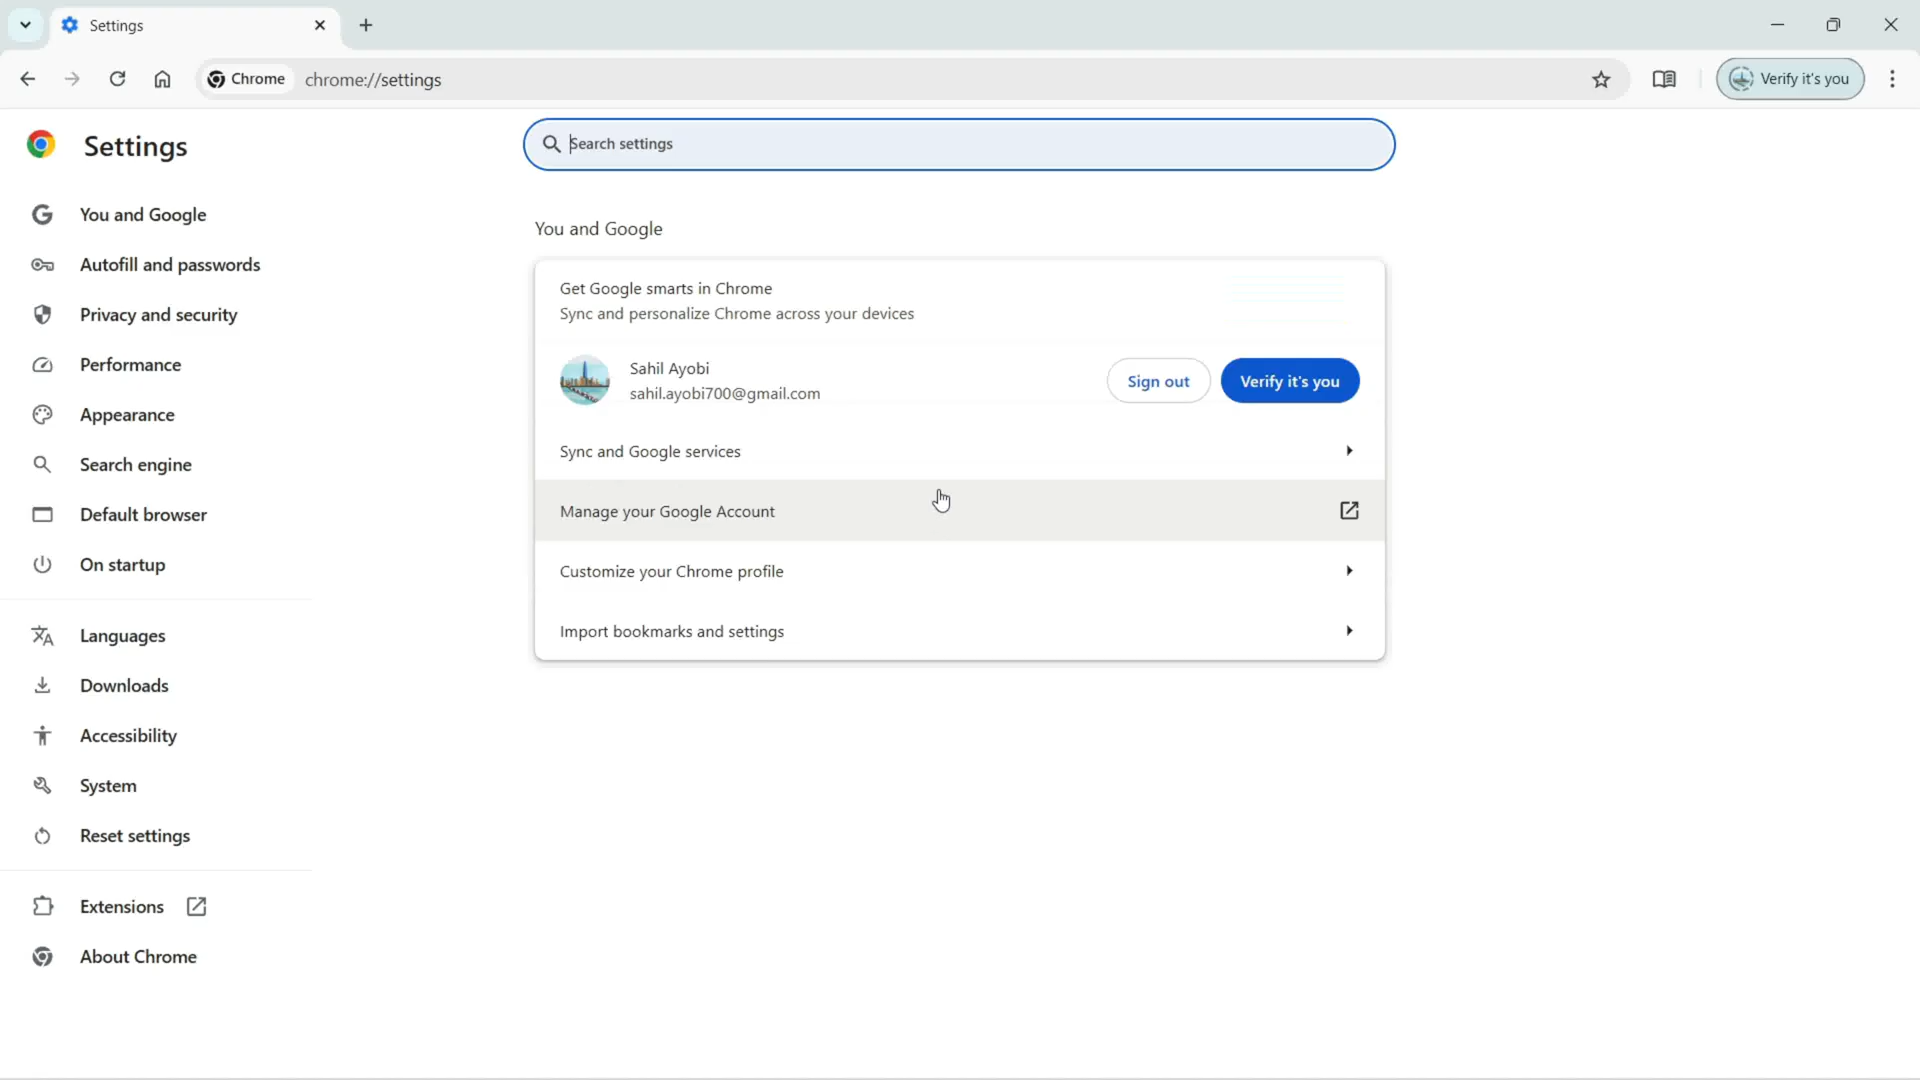 Settings
Chrome
chrome://settings
Verify it's you
Settings
Search settings
You and Google
Autofill and passwords
Privacy and security
Performance
Appearance
Search engine
Default browser
On startup
Languages
Downloads
Accessibility
System
Reset settings
Extensions
About Chrome
You and Google
Get Google smarts in Chrome
Sync and personalize Chrome across your devices
Sahil Ayobi
sahil.ayobi700@gmail.com
Sign out
Verify it's you
Sync and Google services
Manage your Google Account
Customize your Chrome profile
Import bookmarks and settings